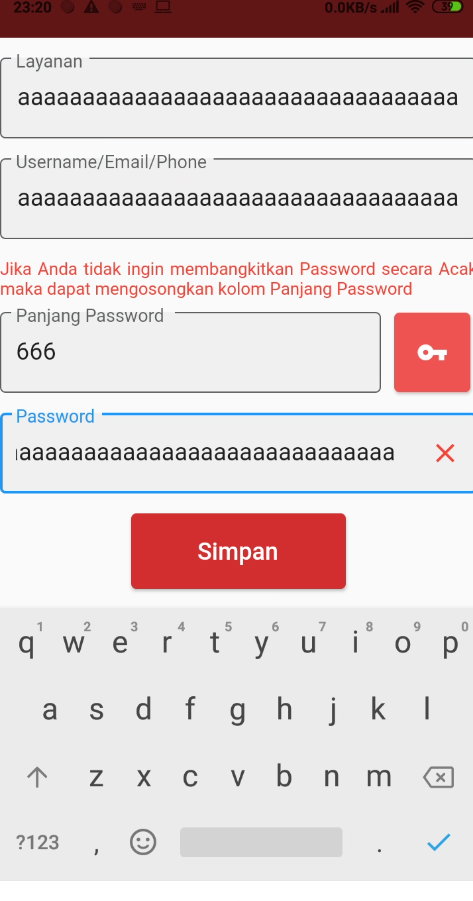 23:20 0.0KB/s 39
Layanan
aaaaaaaaaaaaaaaaaaaaaaaaaaaaaaaaaa
Username/Email/Phone
aaaaaaaaaaaaaaaaaaaaaaaaaaaaaaaaaa
Jika Anda tidak ingin membangkitkan Password secara Acak
maka dapat mengosongkan kolom Panjang Password
Panjang Password
666
Password
aaaaaaaaaaaaaaaaaaaaaaaaaaaaa
Simpan
1 2 3 4 5 6 7 8 9 0
q w e r t y u i o p
a s d f g h j k l
z x c v b n m
?123 , .